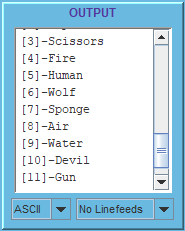 OUTPUT
[3]-Scissors
[4]-Fire
[5]-Human
[6]-Wolf
[7]-Sponge
[8]-Air
[9]-Water
[10]-Devil
[11]-Gun
ASCII No Linefeeds